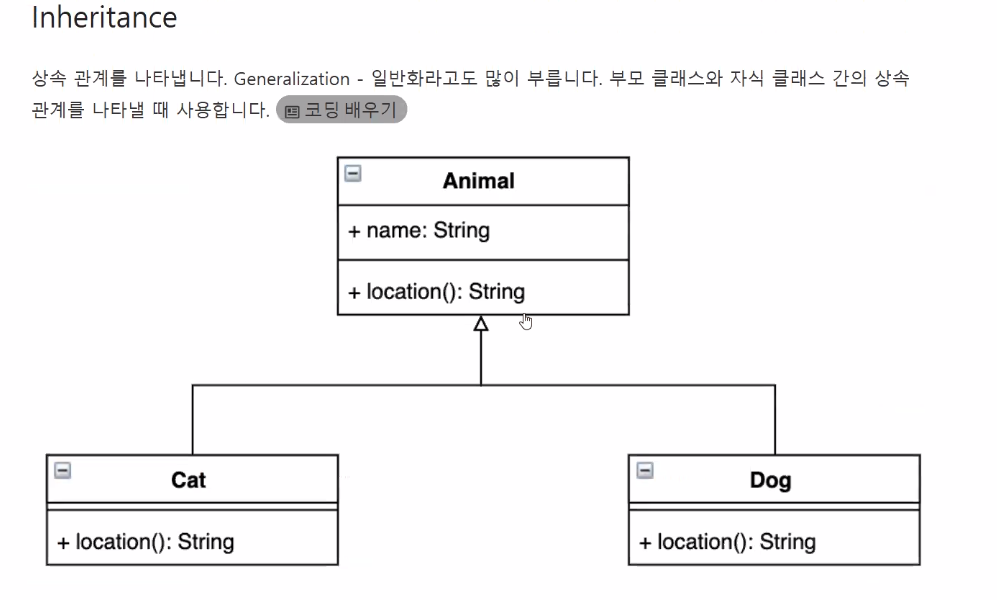 Inheritance
상속 관계를 나타냅니다. Generalization - 일반화라고도 많이 부릅니다. 부모 클래스와 자식 클래스 간의 상속
관계를 나타낼 때 사용합니다. 코딩 배우기
Animal
+ name: String
+ location(): String
Cat
+ location(): String
Dog
+ location(): String